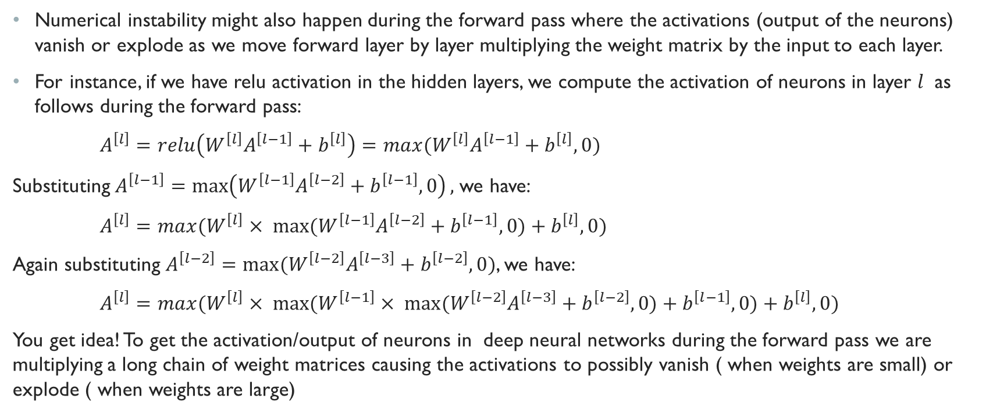 • Numerical instability might also happen during the forward pass where the activations (output of the neurons)
vanish or explode as we move forward layer by layer multiplying the weight matrix by the input to each layer.
• For instance, if we have relu activation in the hidden layers, we compute the activation of neurons in layer l as
follows during the forward pass:
A^[l] = relu(W^[l]A^[l−1] + b^[l]) = max(W^[l]A^[l−1] + b^[l], 0)
Substituting A^[l−1] = max(W^[l−1]A^[l−2] + b^[l−1], 0), we have:
A^[l] = max(W^[l] × max(W^[l−1]A^[l−2] + b^[l−1], 0) + b^[l], 0)
Again substituting A^[l−2] = max(W^[l−2]A^[l−3] + b^[l−2], 0), we have:
A^[l] = max(W^[l] × max(W^[l−1] × max(W^[l−2]A^[l−3] + b^[l−2], 0) + b^[l−1], 0) + b^[l], 0)
You get idea! To get the activation/output of neurons in deep neural networks during the forward pass we are
multiplying a long chain of weight matrices causing the activations to possibly vanish ( when weights are small) or
explode ( when weights are large)